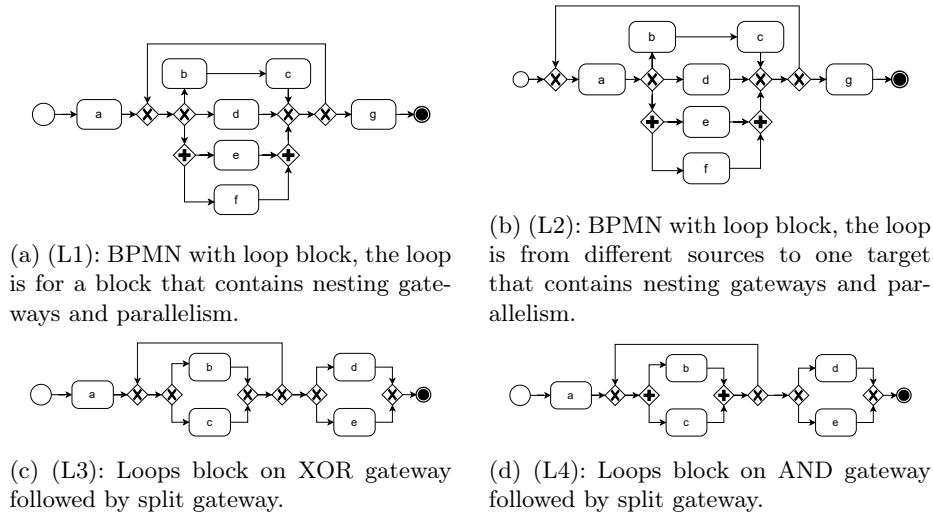 b
c
a
d
g
e
f
b
c
a
d
g
e
f
(a) (L1): BPMN with loop block, the loop
is for a block that contains nesting gate-
ways and parallelism.
(b) (L2): BPMN with loop block, the loop
is from different sources to one target
that contains nesting gateways and par-
allelism.
b
d
a
c
e
b
d
a
c
e
(c) (L3): Loops block on XOR gateway
followed by split gateway.
(d) (L4): Loops block on AND gateway
followed by split gateway.